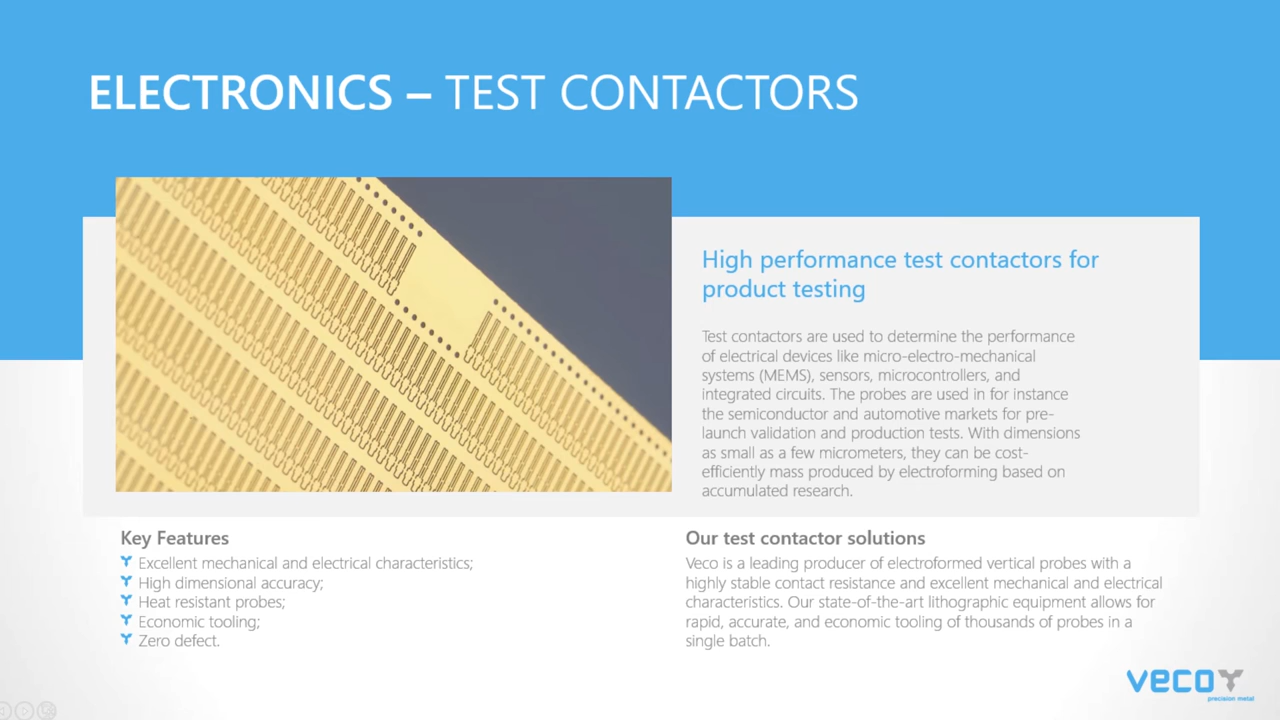 ELECTRONICS – TEST CONTACTORS
High performance test contactors for
product testing
Test contactors are used to determine the performance
of electrical devices like micro-electro-mechanical
systems (MEMS), sensors, microcontrollers, and
integrated circuits. The probes are used in for instance
the semiconductor and automotive markets for pre-
launch validation and production tests. With dimensions
as small as a few micrometers, they can be cost-
efficiently mass produced by electroforming based on
accumulated research.
Key Features
Excellent mechanical and electrical characteristics;
High dimensional accuracy;
Heat resistant probes;
Economic tooling;
Zero defect.
Our test contactor solutions
Veco is a leading producer of electroformed vertical probes with a
highly stable contact resistance and excellent mechanical and electrical
characteristics. Our state-of-the-art lithographic equipment allows for
rapid, accurate, and economic tooling of thousands of probes in a
single batch.
veco
precision metal